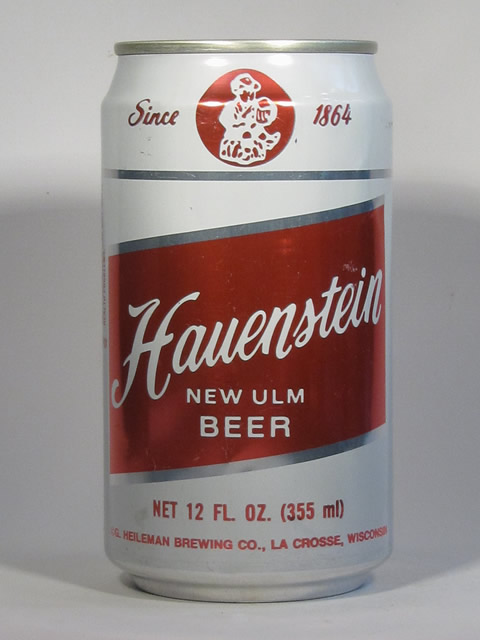 Since 1864
Hauenstein
NEW ULM
BEER
NET 12 FL. OZ. (355 ml)
G. HEILEMAN BREWING CO., LA CROSSE, WISCONSIN